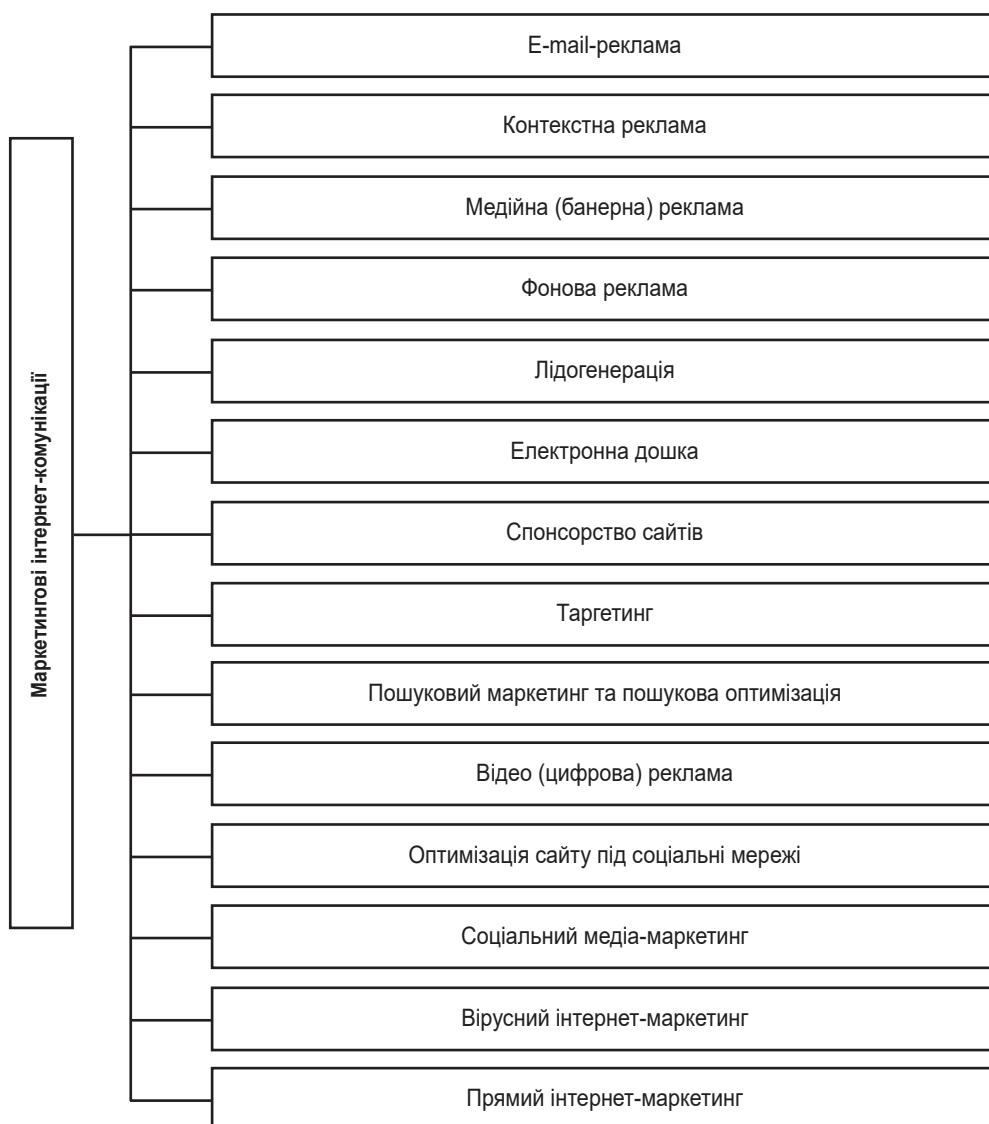 Маркетингові інтернет-комунікації
E-mail-реклама
Контекстна реклама
Медійна (банерна) реклама
Фонова реклама
Лідогенерація
Електронна дошка
Спонсорство сайтів
Таргетинг
Пошуковий маркетинг та пошукова оптимізація
Відео (цифрова) реклама
Оптимізація сайту під соціальні мережі
Соціальний медіа-маркетинг
Вірусний інтернет-маркетинг
Прямий інтернет-маркетинг